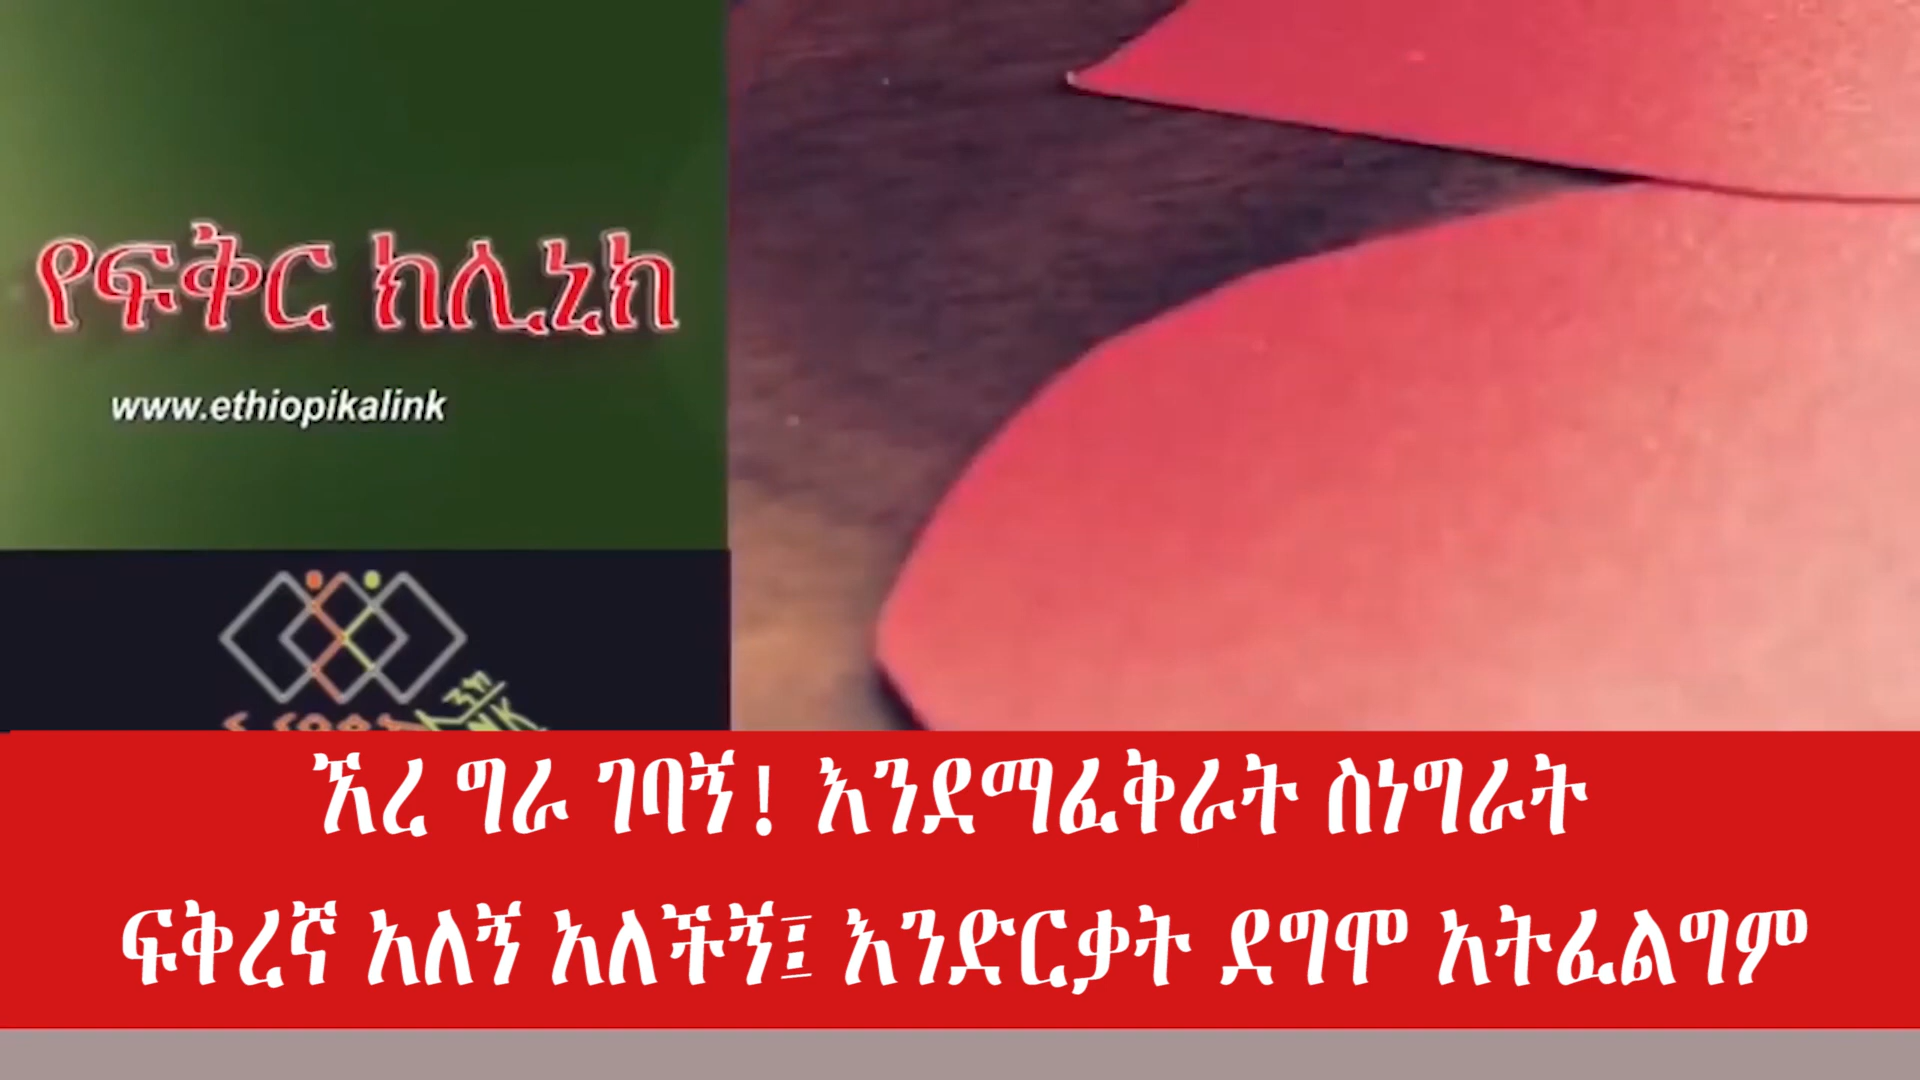 የፍቅር ክሊኒክ
www.ethiopikalink
ኧረ ግራ ገባኝ! እንደማፈቅራት ስነግራት
ፍቅረኛ አለኝ አለችኝ፤ እንድርቃት ደግሞ አትፈልግም